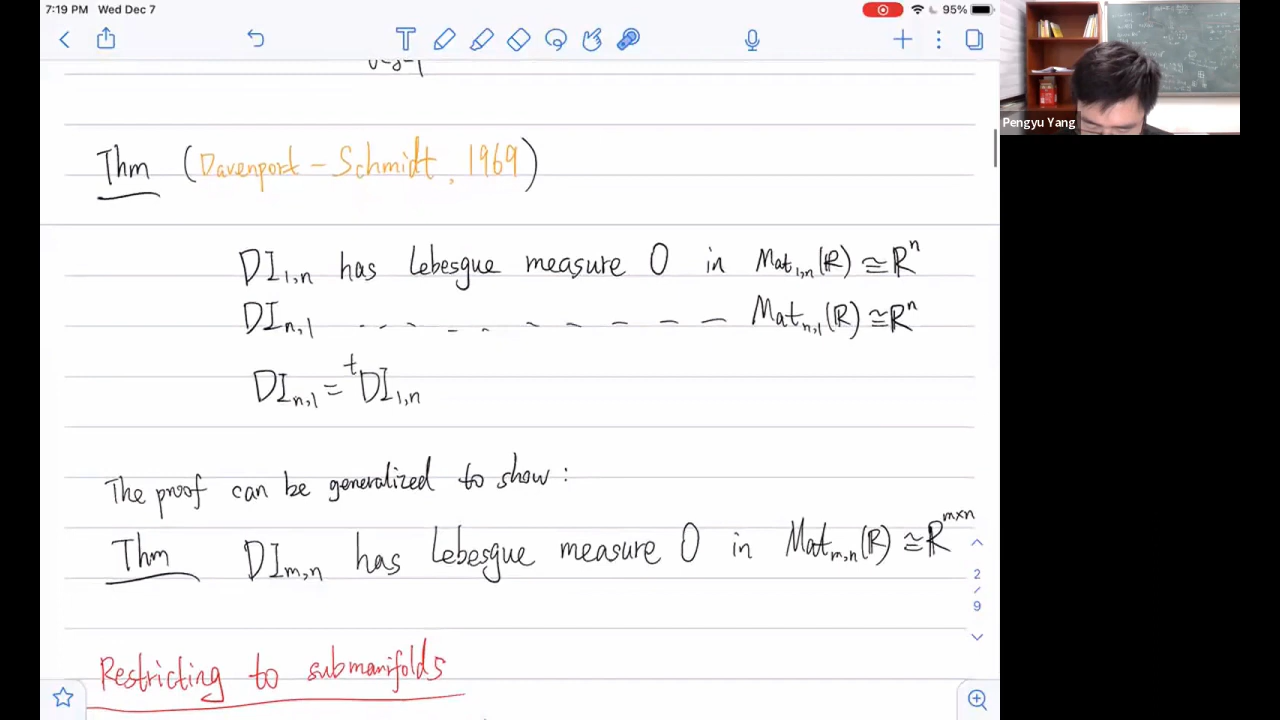 7:19 PM Wed Dec 7
95%
Pengyu Yang
Thm (Davenport - Schmidt, 1969)
DI₁,ₙ has Lebesgue measure 0 in Mat₁,ₙ(ℝ) ≅ ℝⁿ
DIₙ,₁ .. - - - - - - - - - Matₙ,₁(ℝ) ≅ ℝⁿ
DIₙ,₁ = ᵗDI₁,ₙ
The proof can be generalized to show:
Thm DIₘ,ₙ has Lebesgue measure 0 in Matₘ,ₙ(ℝ) ≅ ℝᵐˣⁿ
2
/
9
Restricting to submanifolds